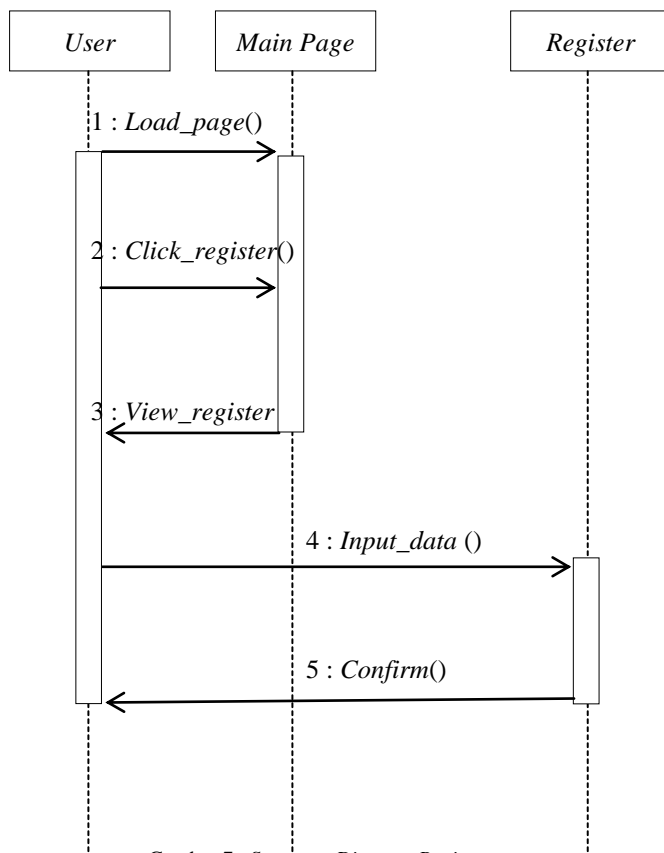 User
Main Page
Register
1 : Load_page()
2 : Click_register()
3 : View_register
4 : Input_data ()
5 : Confirm()